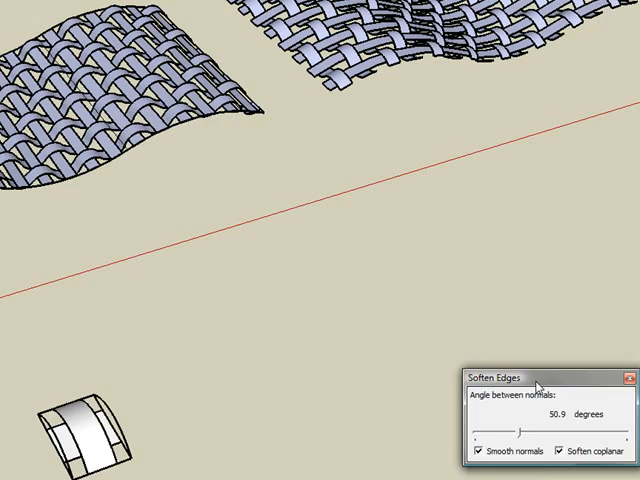 Soften Edges
Angle between normals:
50.9 degrees
Smooth normals Soften coplanar